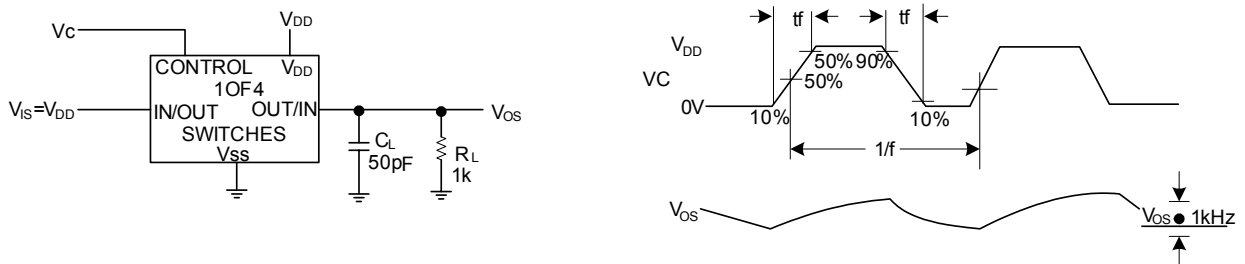 Vc
VDD
CONTROL VDD
1OF4
VIS=VDD IN/OUT OUT/IN VOS
SWITCHES
Vss
CL
50pF
RL
1k
tf tf
VDD
VC
50% 90%
50%
0V
10% 10%
1/f
VOS
VOS ● 1kHz